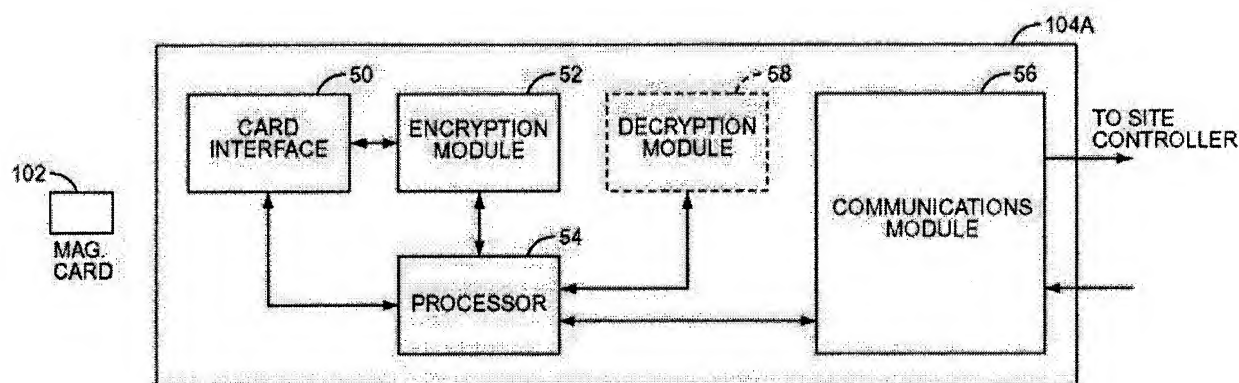 104A
50
52
58
56
CARD
INTERFACE
ENCRYPTION
MODULE
DECRYPTION
MODULE
TO SITE
CONTROLLER
102
MAG.
CARD
COMMUNICATIONS
MODULE
54
PROCESSOR